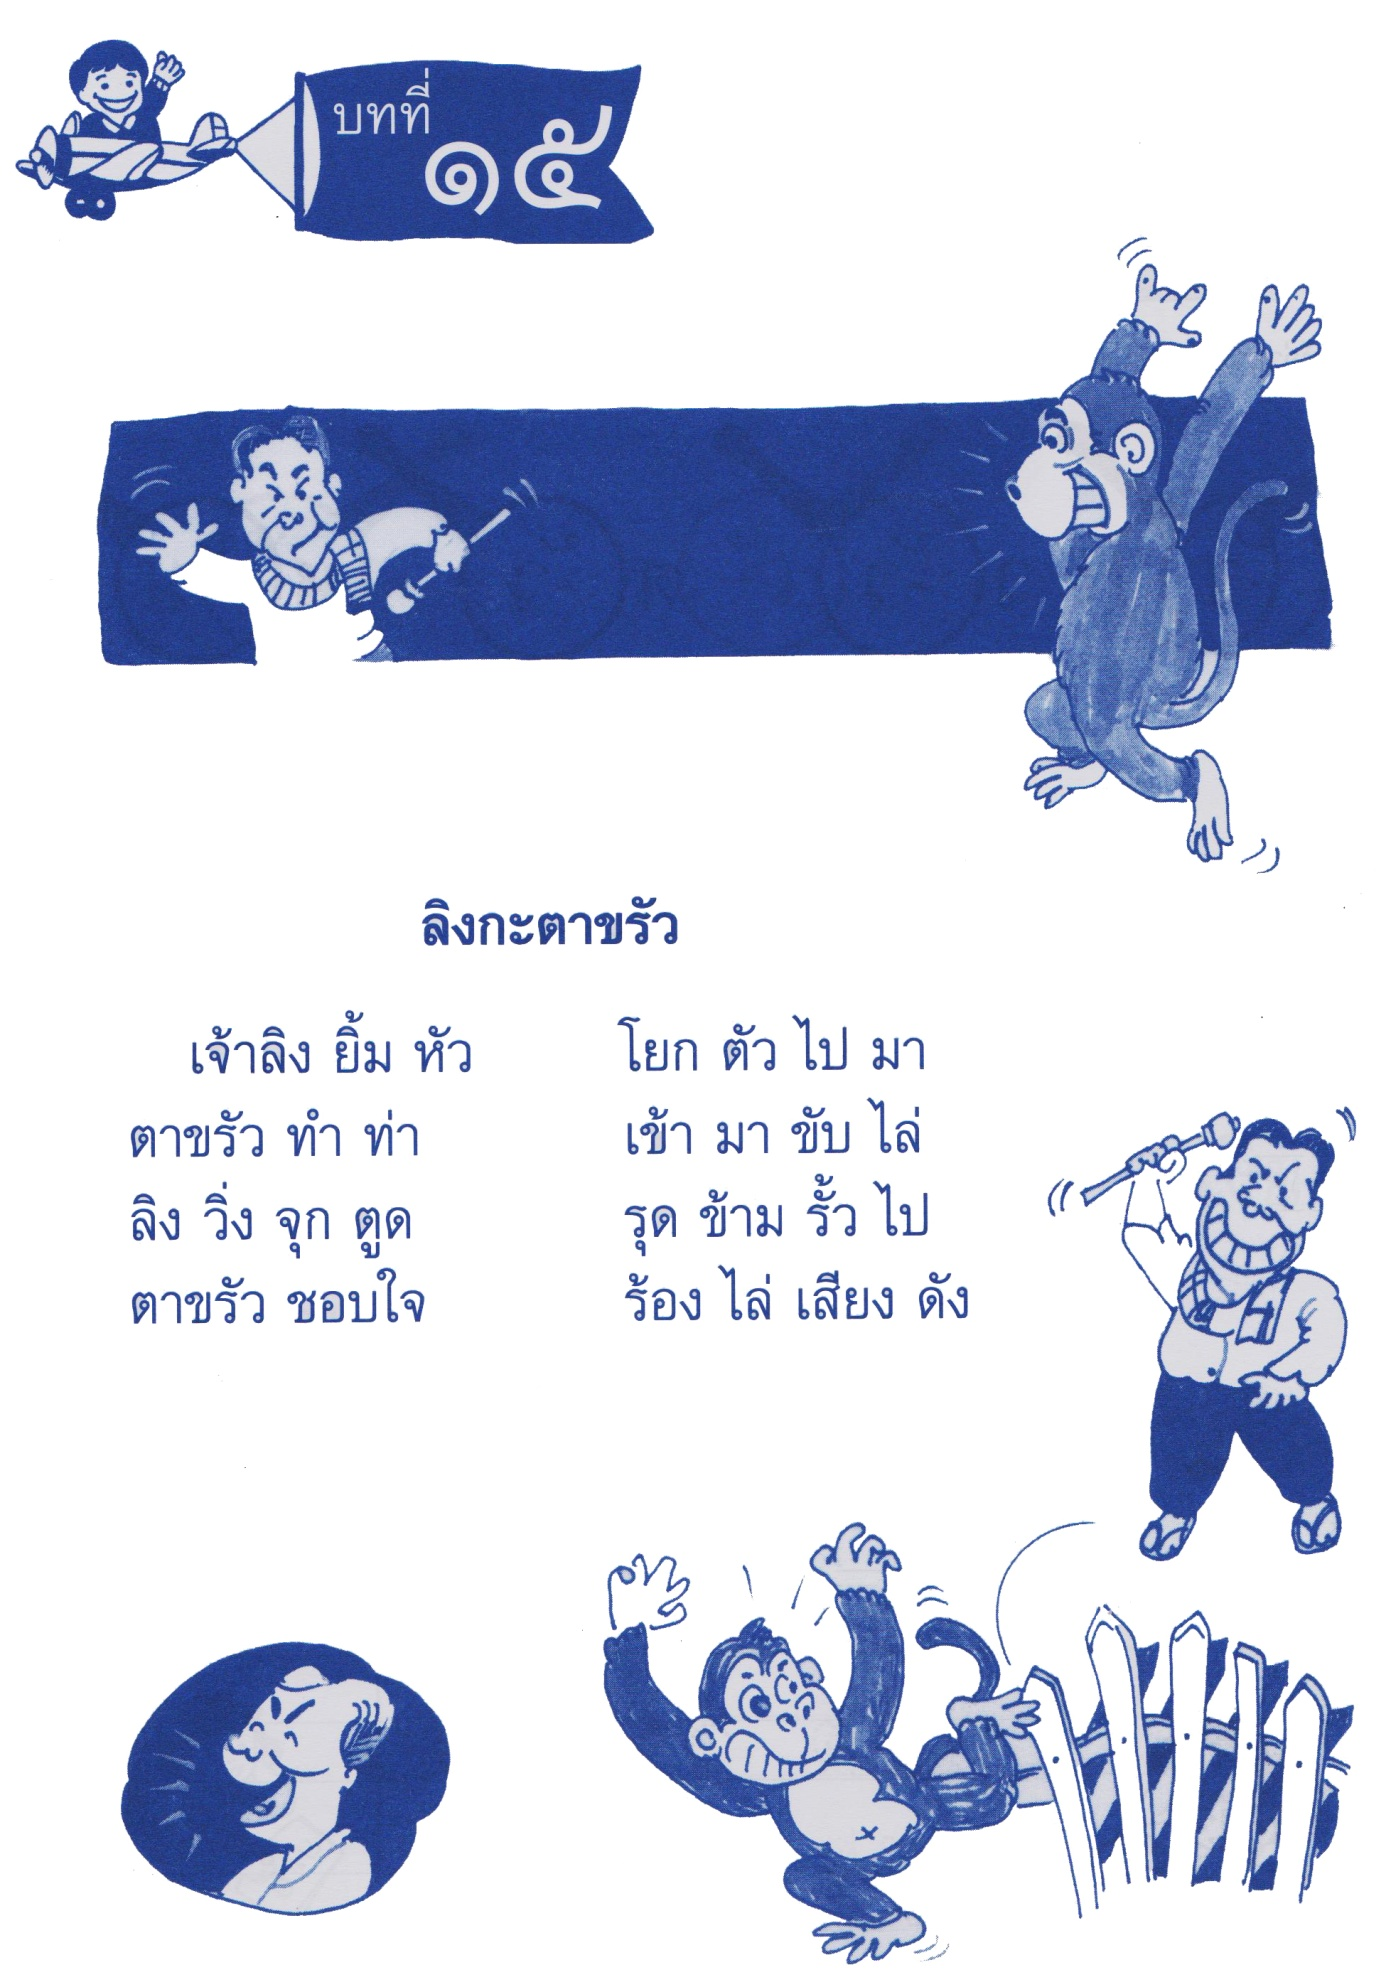 บทที่
๑๕
ลิงกะตาขรัว
เจ้าลิง ยิ้ม หัว โยก ตัว ไป มา
ตาขรัว ทำ ท่า เข้า มา ขับ ไล่
ลิง วิ่ง จุก ตูด รุด ข้าม รั้ว ไป
ตาขรัว ชอบใจ ร้อง ไล่ เสียง ดัง